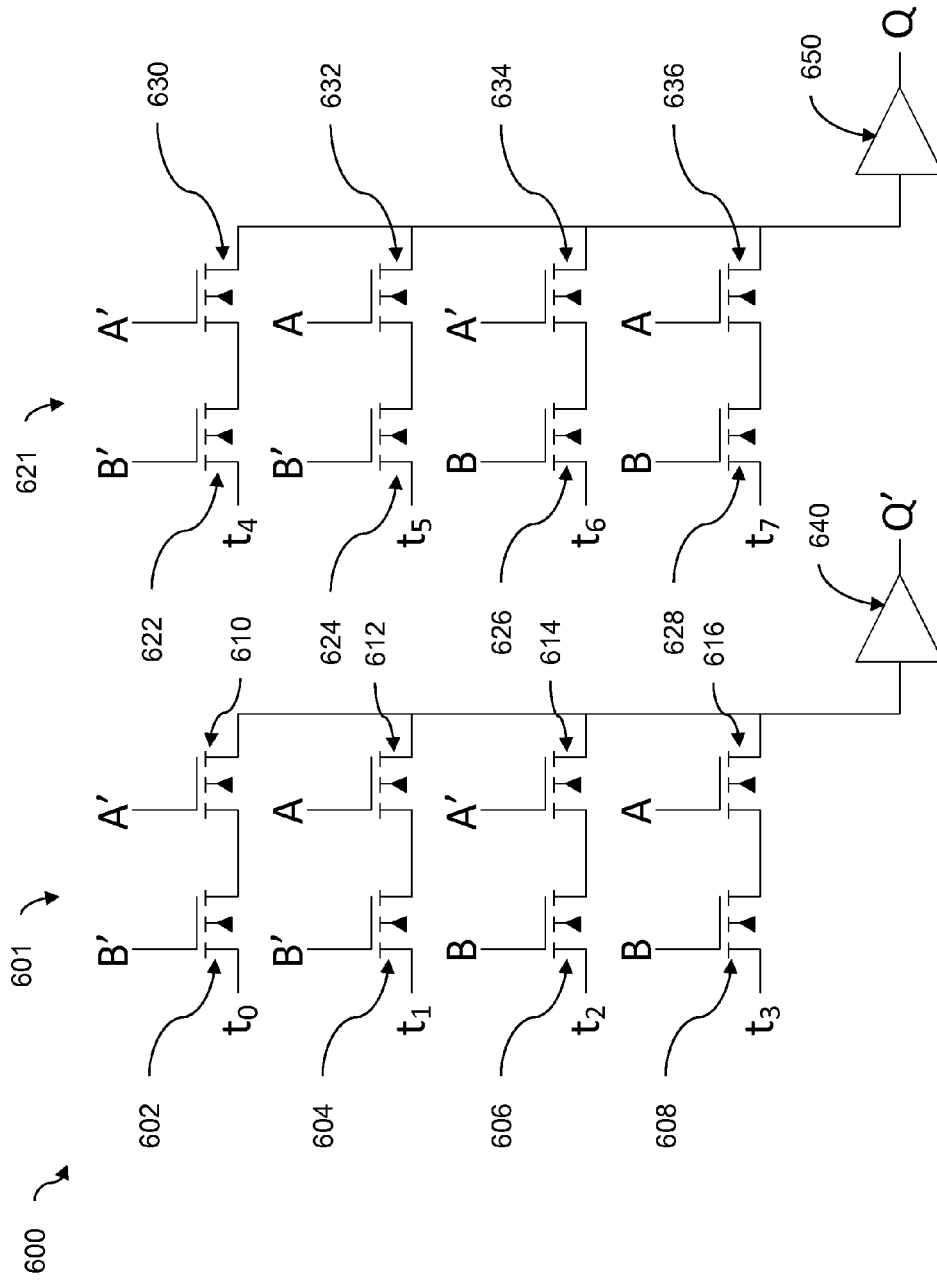 600
601
621
B' A' B' A'
602 622 630
t0 610 t4
B' A B' A
604 624 632
t1 612 t5
B A' B A'
606 626 634
t2 614 t6
B A B A
608 628 636
t3 616 t7
640 650
Q' Q